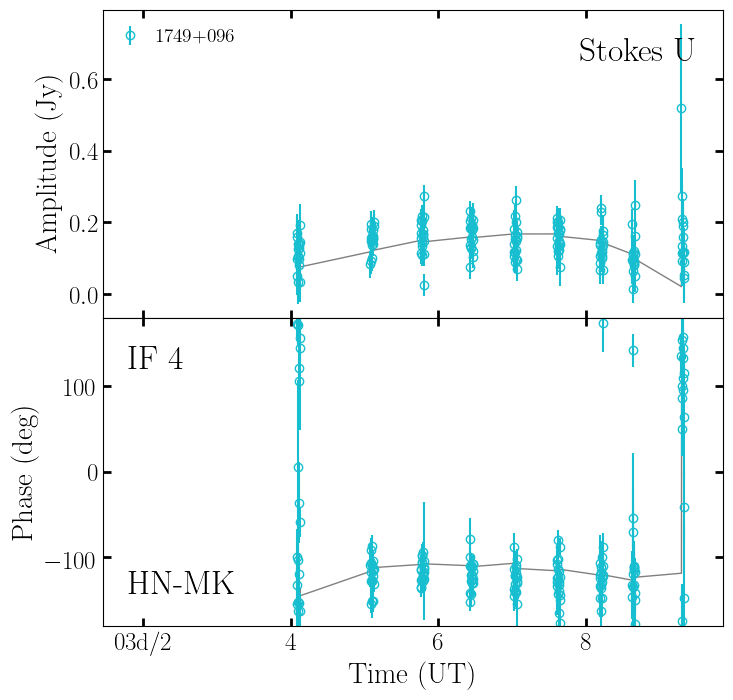 1749+096
Stokes U
Amplitude (Jy)
0.6
0.4
0.2
0.0
IF 4
Phase (deg)
100
0
−100
HN-MK
03d/2
4
6
8
Time (UT)